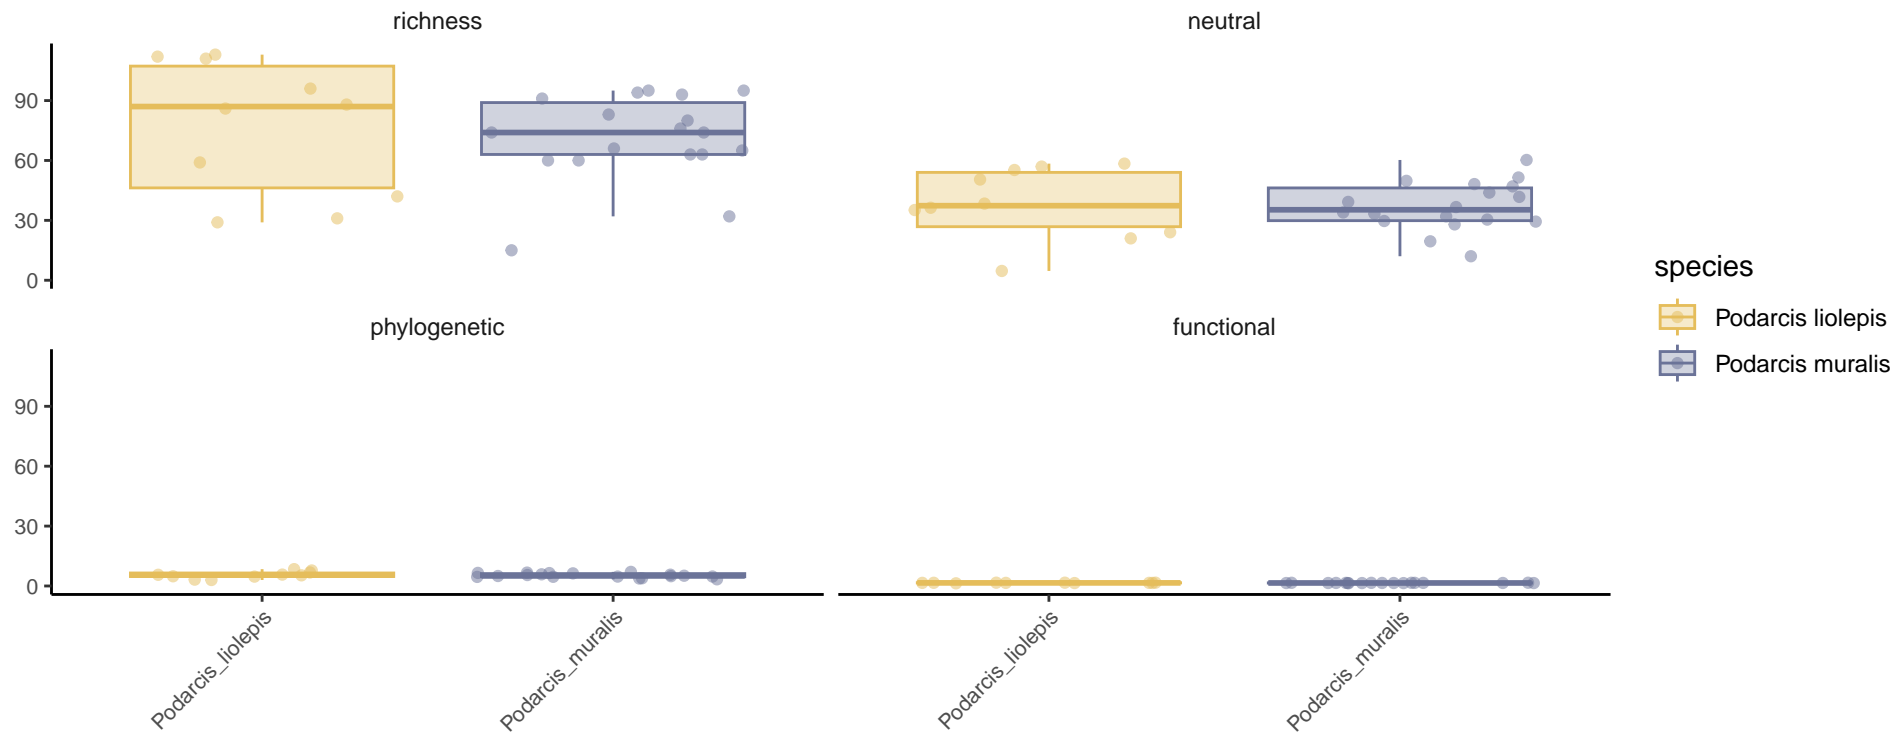 richness
neutral
90
60
30
0
phylogenetic
functional
90
60
30
0
Podarcis_liolepis
Podarcis_muralis
Podarcis_liolepis
Podarcis_muralis
species
Podarcis liolepis
Podarcis muralis